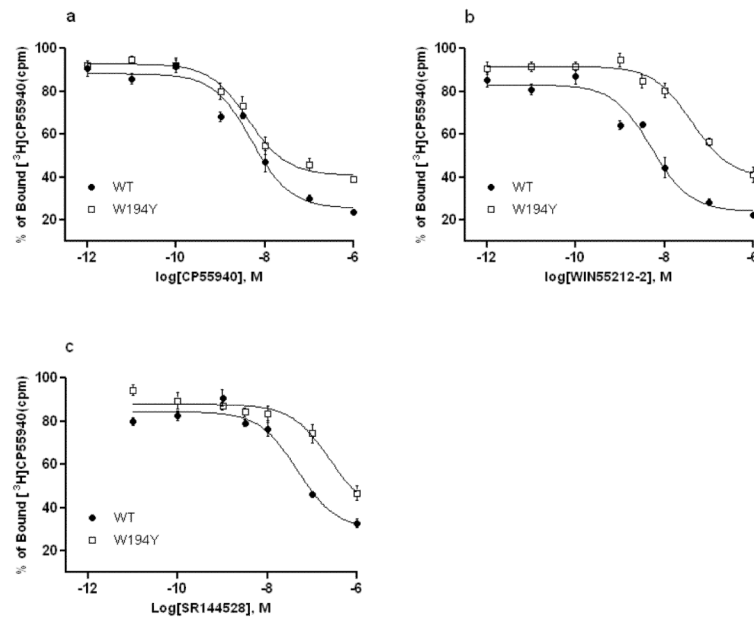 a
% of Bound [³H]CP55940(cpm)
100
80
60
40
20
WT
W194Y
-12
-10
-8
-6
log[CP55940], M
b
% of Bound [³H]CP55940(cpm)
100
80
60
40
20
WT
W194Y
-12
-10
-8
-6
log[WIN55212-2], M
c
% of Bound [³H]CP55940(cpm)
100
80
60
40
20
WT
W194Y
-12
-10
-8
-6
Log[SR144528], M